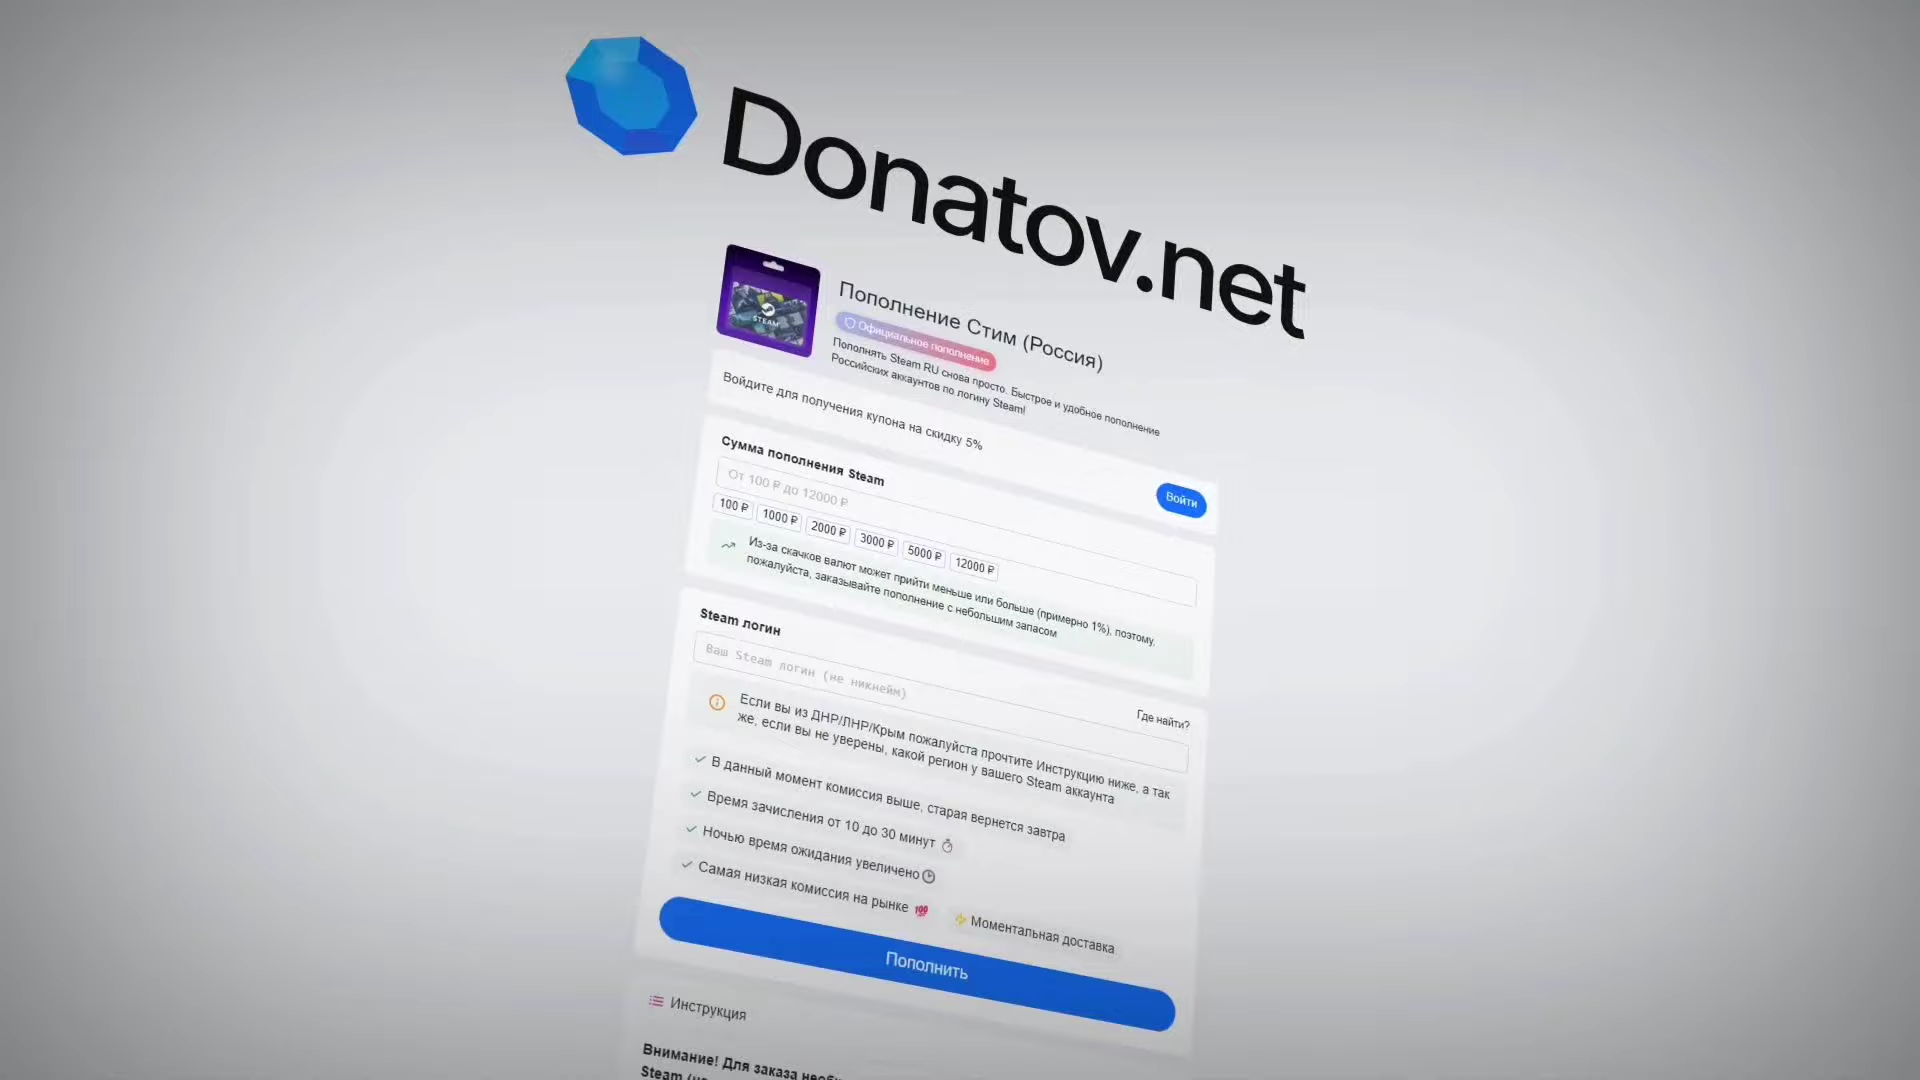 Donatov.net
STEAM
Пополнение Стим (Россия)
Официальное пополнение
Пополнять Steam RU снова просто. Быстрое и удобное пополнение
Российских аккаунтов по логину Steam!
Войдите для получения купона на скидку 5%
Войти
Сумма пополнения Steam
От 100 ₽ до 12000 ₽
100 ₽ 1000 ₽ 2000 ₽ 3000 ₽ 5000 ₽ 12000 ₽
Из-за скачков валют может прийти меньше или больше (примерно 1%), поэтому,
пожалуйста, заказывайте пополнение с небольшим запасом
Steam логин
Где найти?
Ваш Steam логин (не никнейм)
Если вы из ДНР/ЛНР/Крым пожалуйста прочтите Инструкцию ниже, а так
же, если вы не уверены, какой регион у вашего Steam аккаунта
В данный момент комиссия выше, старая вернется завтра
Время зачисления от 10 до 30 минут
Ночью время ожидания увеличено
Самая низкая комиссия на рынке 💯
⚡ Моментальная доставка
Пополнить
Инструкция
Внимание! Для заказа
Steam